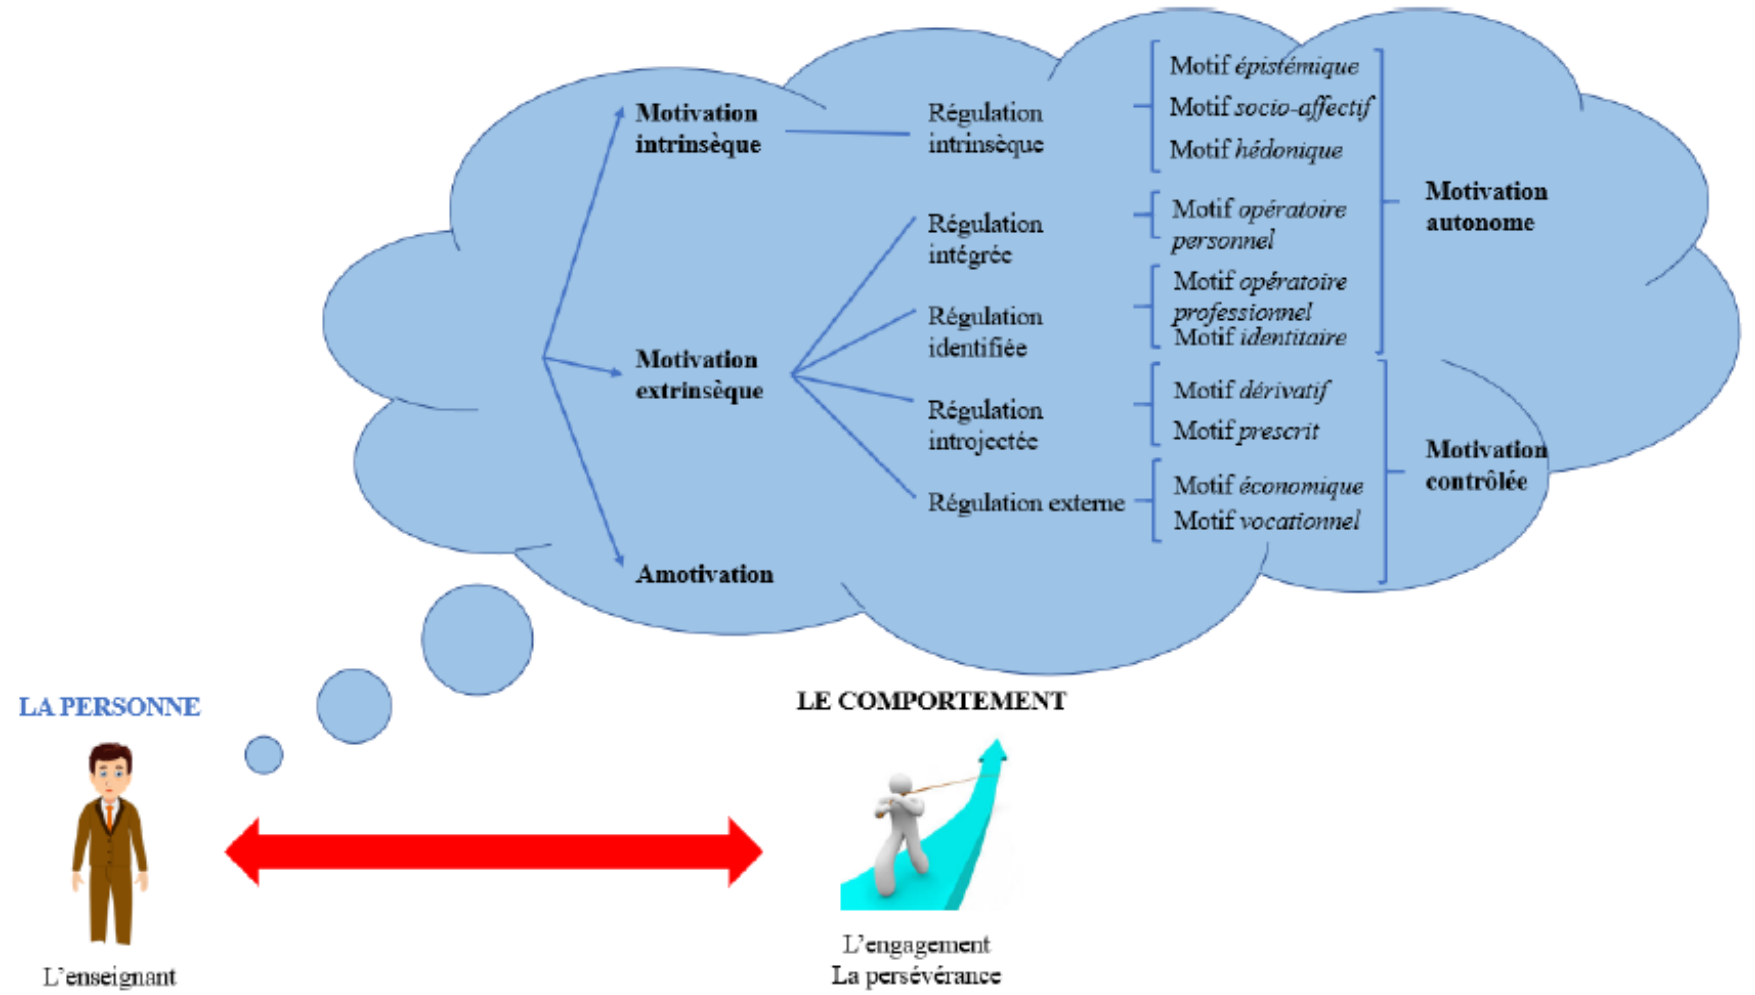 Motivation
intrinsèque
Régulation
intrinsèque
Motif épistémique
Motif socio-affectif
Motif hédonique
Régulation
intégrée
Motif opératoire
personnel
Motivation
autonome
Motivation
extrinsèque
Régulation
identifiée
Motif opératoire
professionnel
Motif identitaire
Régulation
introjectée
Motif dérivatif
Motif prescrit
Régulation externe
Motif économique
Motif vocationnel
Motivation
contrôlée
Amotivation
LA PERSONNE
L'enseignant
LE COMPORTEMENT
L'engagement
La persévérance